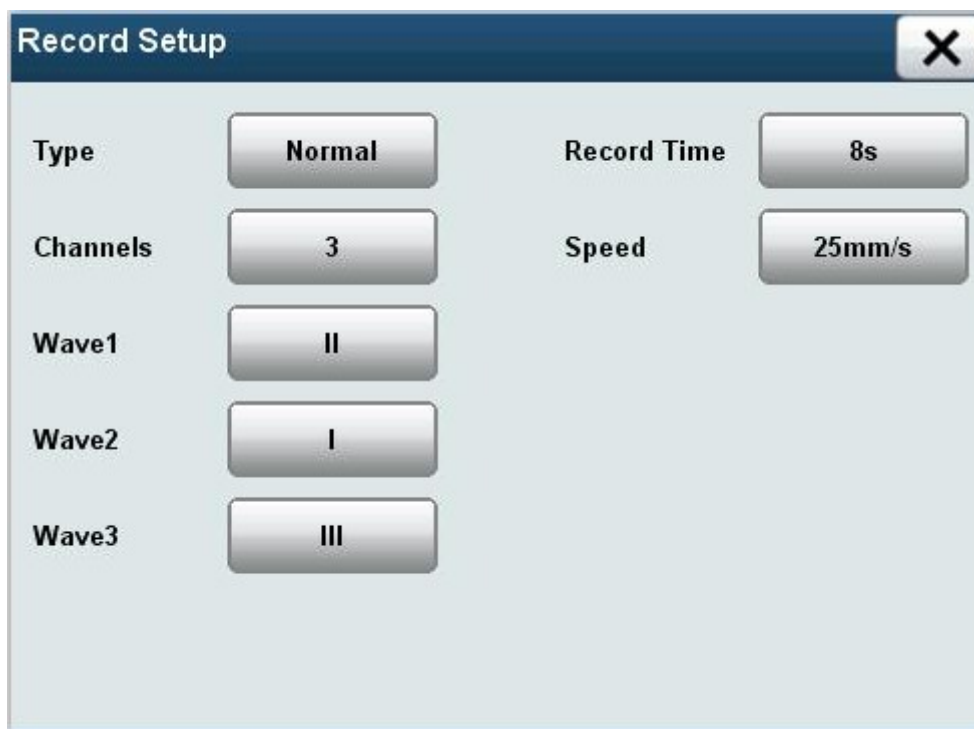 Record Setup
Type Normal Record Time 8s
Channels 3 Speed 25mm/s
Wave1 II
Wave2 I
Wave3 III